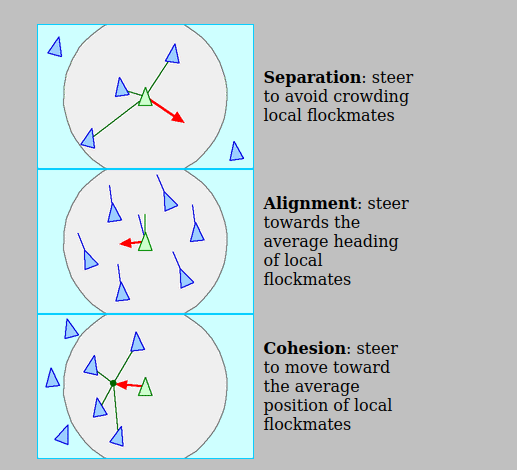 Separation: steer
to avoid crowding
local flockmates
Alignment: steer
towards the
average heading
of local
flockmates
Cohesion: steer
to move toward
the average
position of local
flockmates